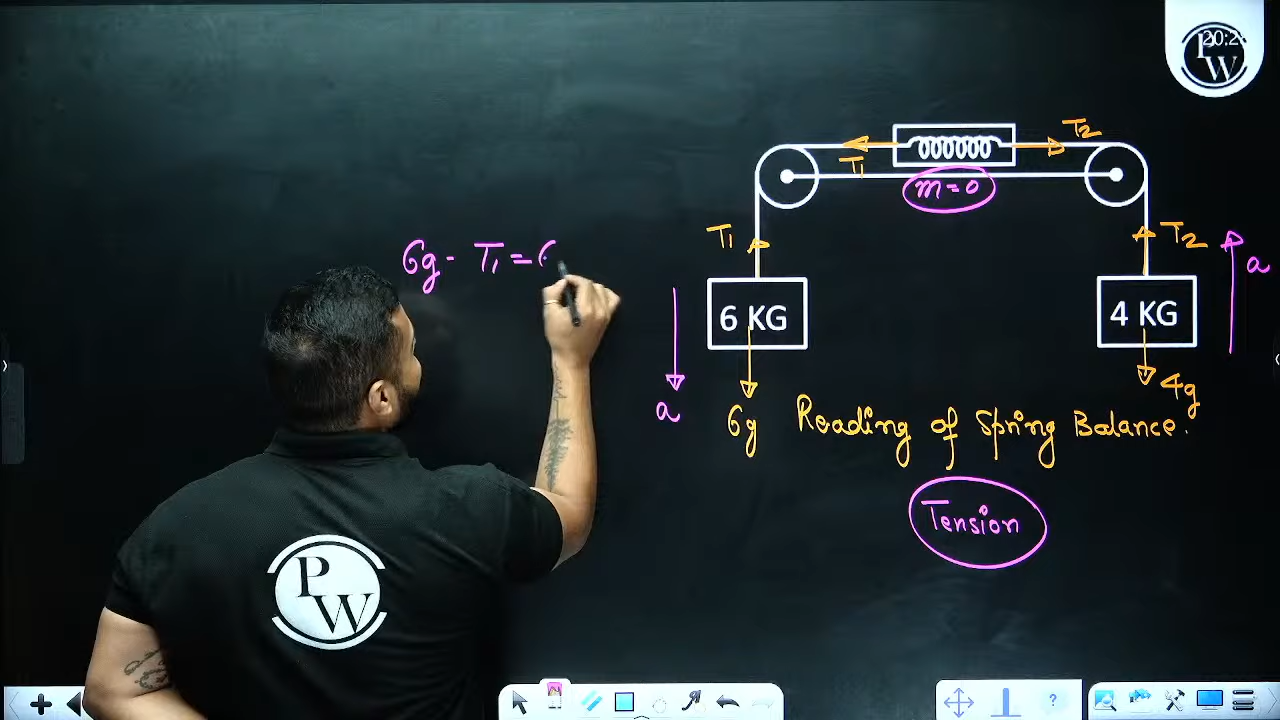 20:2
PW
T2
T1
m=0
T1
T2
a
6g - T1 = 6
6 KG
4 KG
a
6g
4g
Reading of Spring Balance.
Tension
PW